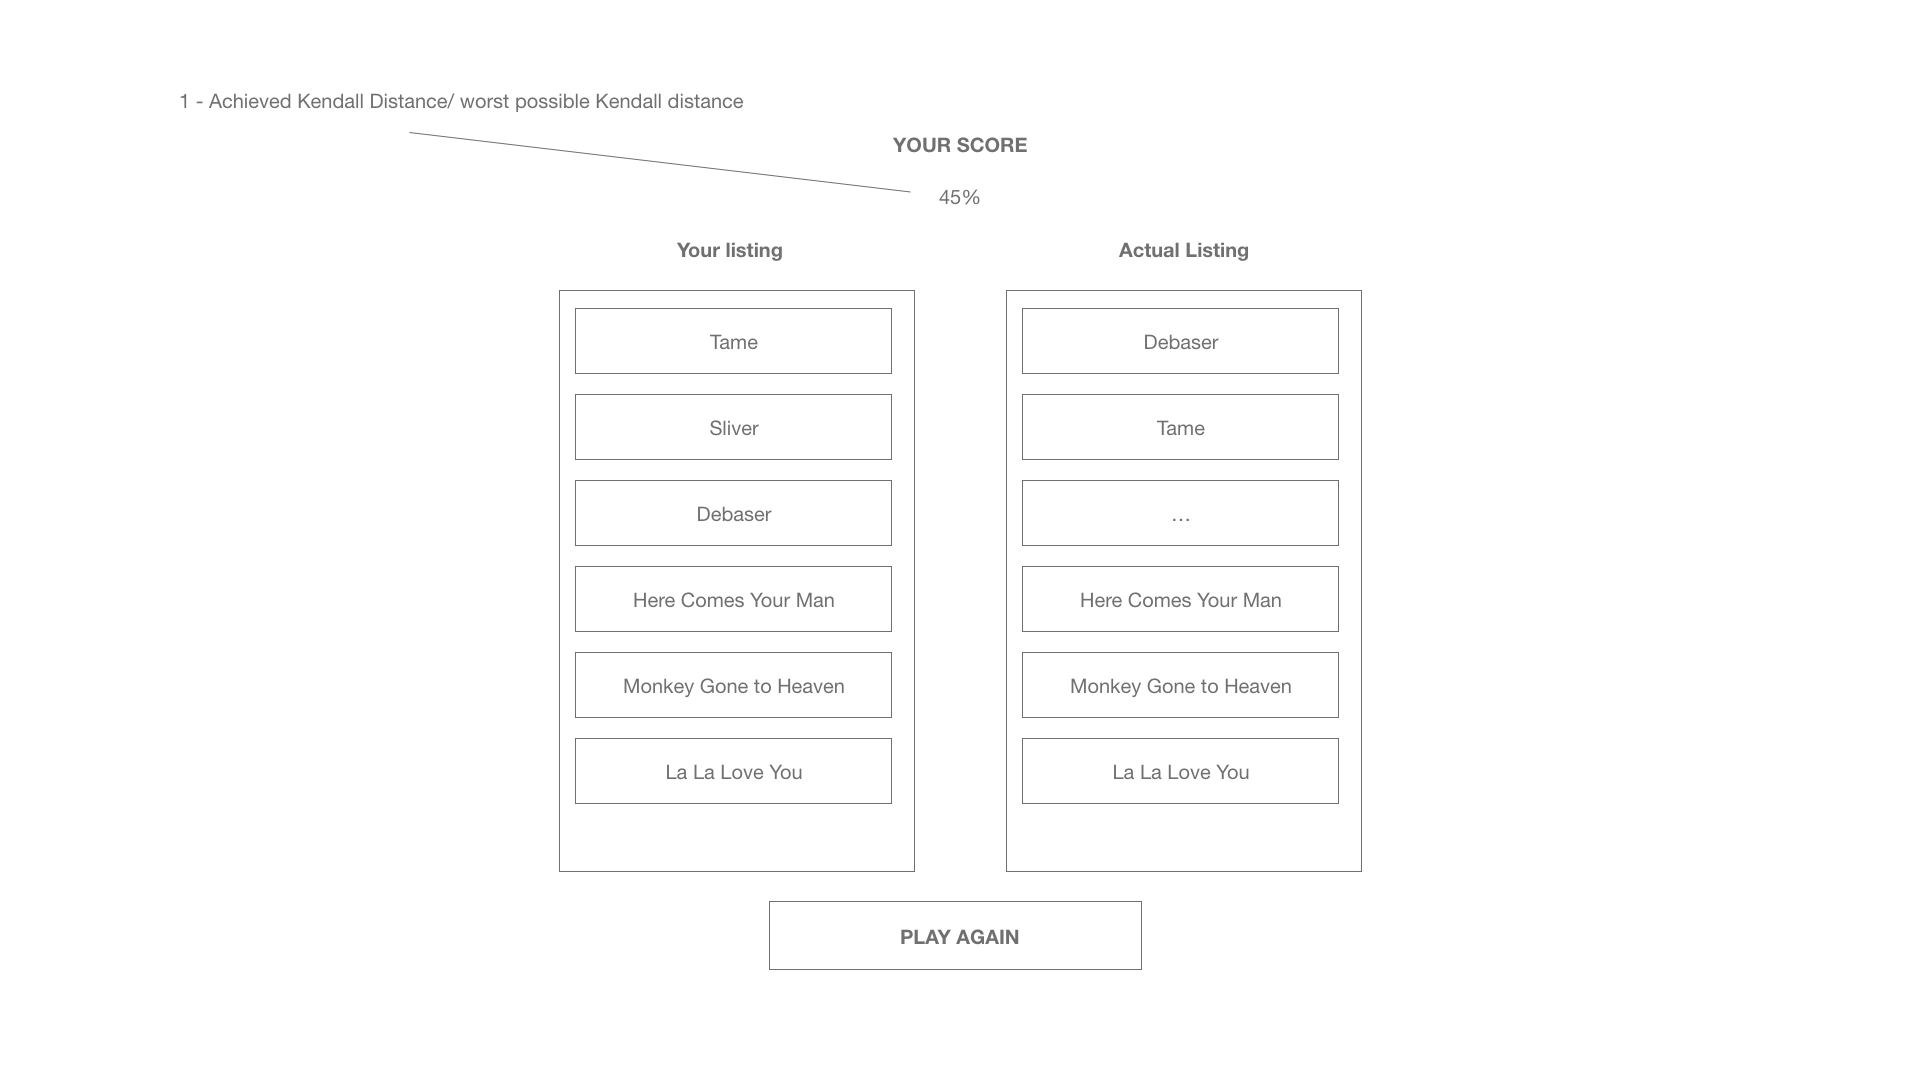 1 - Achieved Kendall Distance/ worst possible Kendall distance
YOUR SCORE
45%
Your listing
Tame
Sliver
Debaser
Here Comes Your Man
Monkey Gone to Heaven
La La Love You
Actual Listing
Debaser
Tame
…
Here Comes Your Man
Monkey Gone to Heaven
La La Love You
PLAY AGAIN